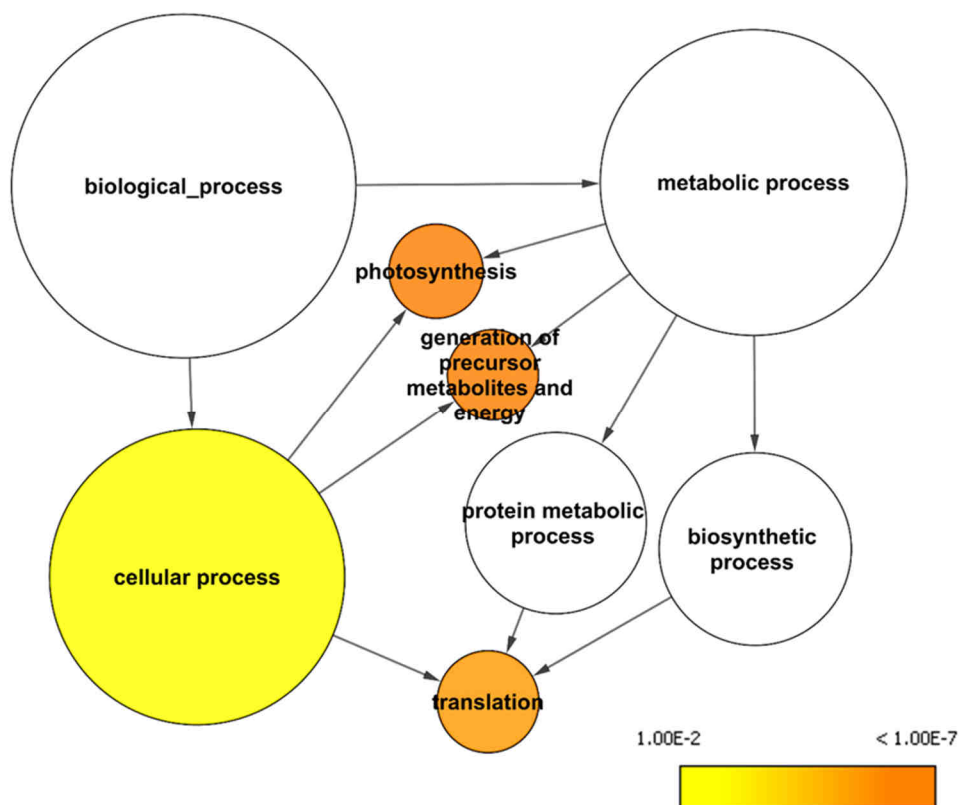 biological_process
metabolic process
photosynthesis
generation of
precursor
metabolites and
energy
protein metabolic
process
biosynthetic
process
cellular process
translation
1.00E-2
< 1.00E-7